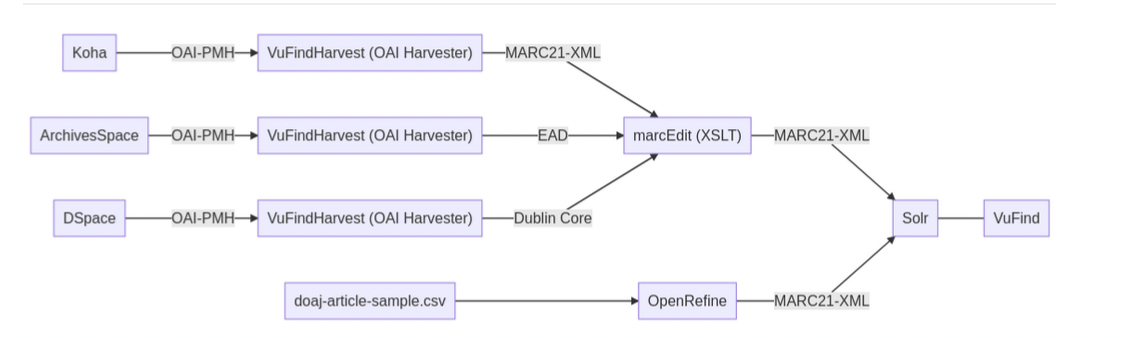 Koha OAI-PMH VuFindHarvest (OAI Harvester) MARC21-XML
ArchivesSpace OAI-PMH VuFindHarvest (OAI Harvester) EAD marcEdit (XSLT) MARC21-XML
DSpace OAI-PMH VuFindHarvest (OAI Harvester) Dublin Core Solr VuFind
doaj-article-sample.csv OpenRefine MARC21-XML